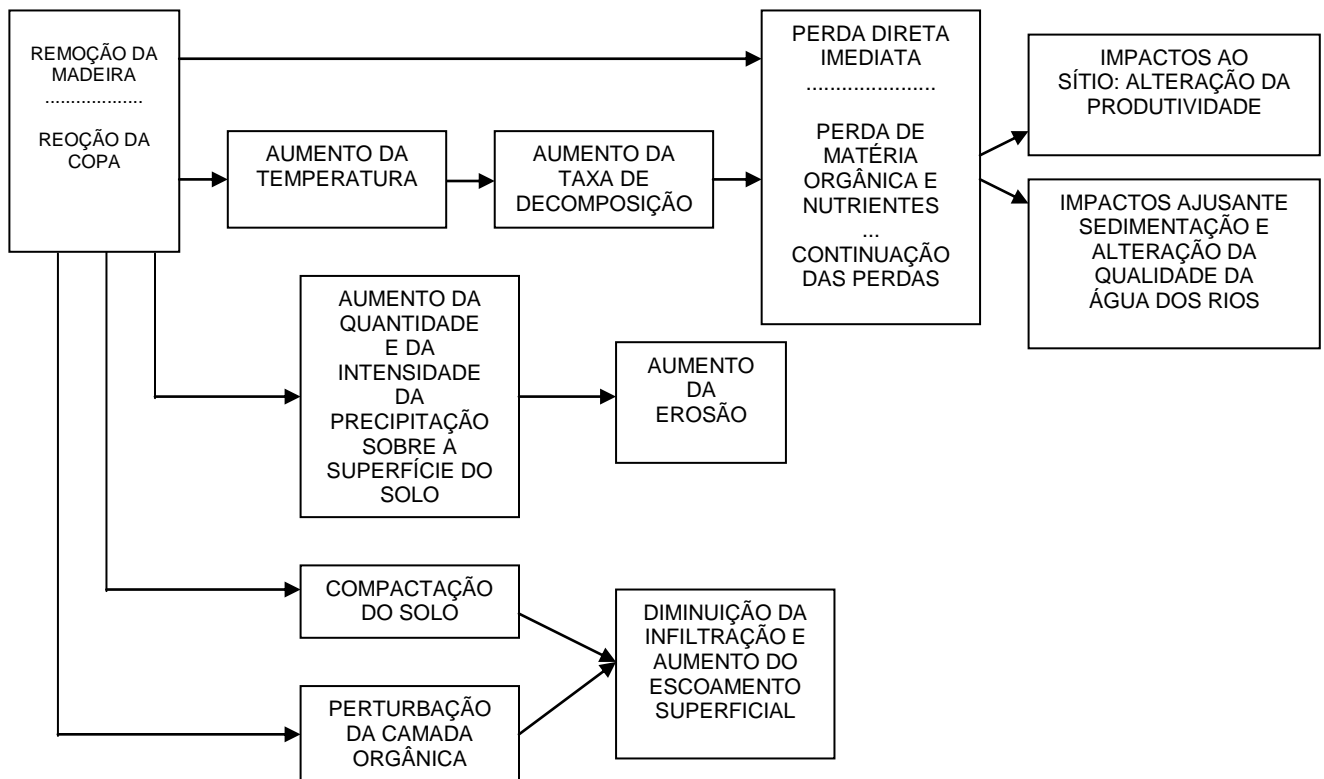 REMOÇÃO DA
MADEIRA
...................
REOÇÃO DA
COPA
AUMENTO DA
TEMPERATURA
AUMENTO DA
TAXA DE
DECOMPOSIÇÃO
PERDA DIRETA
IMEDIATA
......................
PERDA DE
MATÉRIA
ORGÂNICA E
NUTRIENTES
...
CONTINUAÇÃO
DAS PERDAS
IMPACTOS AO
SÍTIO: ALTERAÇÃO DA
PRODUTIVIDADE
IMPACTOS AJUSANTE
SEDIMENTAÇÃO E
ALTERAÇÃO DA
QUALIDADE DA
ÁGUA DOS RIOS
AUMENTO DA
QUANTIDADE
E DA
INTENSIDADE
DA
PRECIPITAÇÃO
SOBRE A
SUPERFÍCIE DO
SOLO
AUMENTO
DA
EROSÃO
COMPACTAÇÃO
DO SOLO
PERTURBAÇÃO
DA CAMADA
ORGÂNICA
DIMINUIÇÃO DA
INFILTRAÇÃO E
AUMENTO DO
ESCOAMENTO
SUPERFICIAL